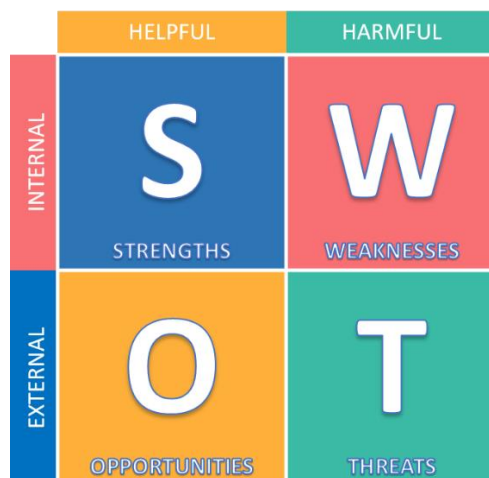 HELPFUL
HARMFUL
INTERNAL
S
STRENGTHS
W
WEAKNESSES
EXTERNAL
O
OPPORTUNITIES
T
THREATS